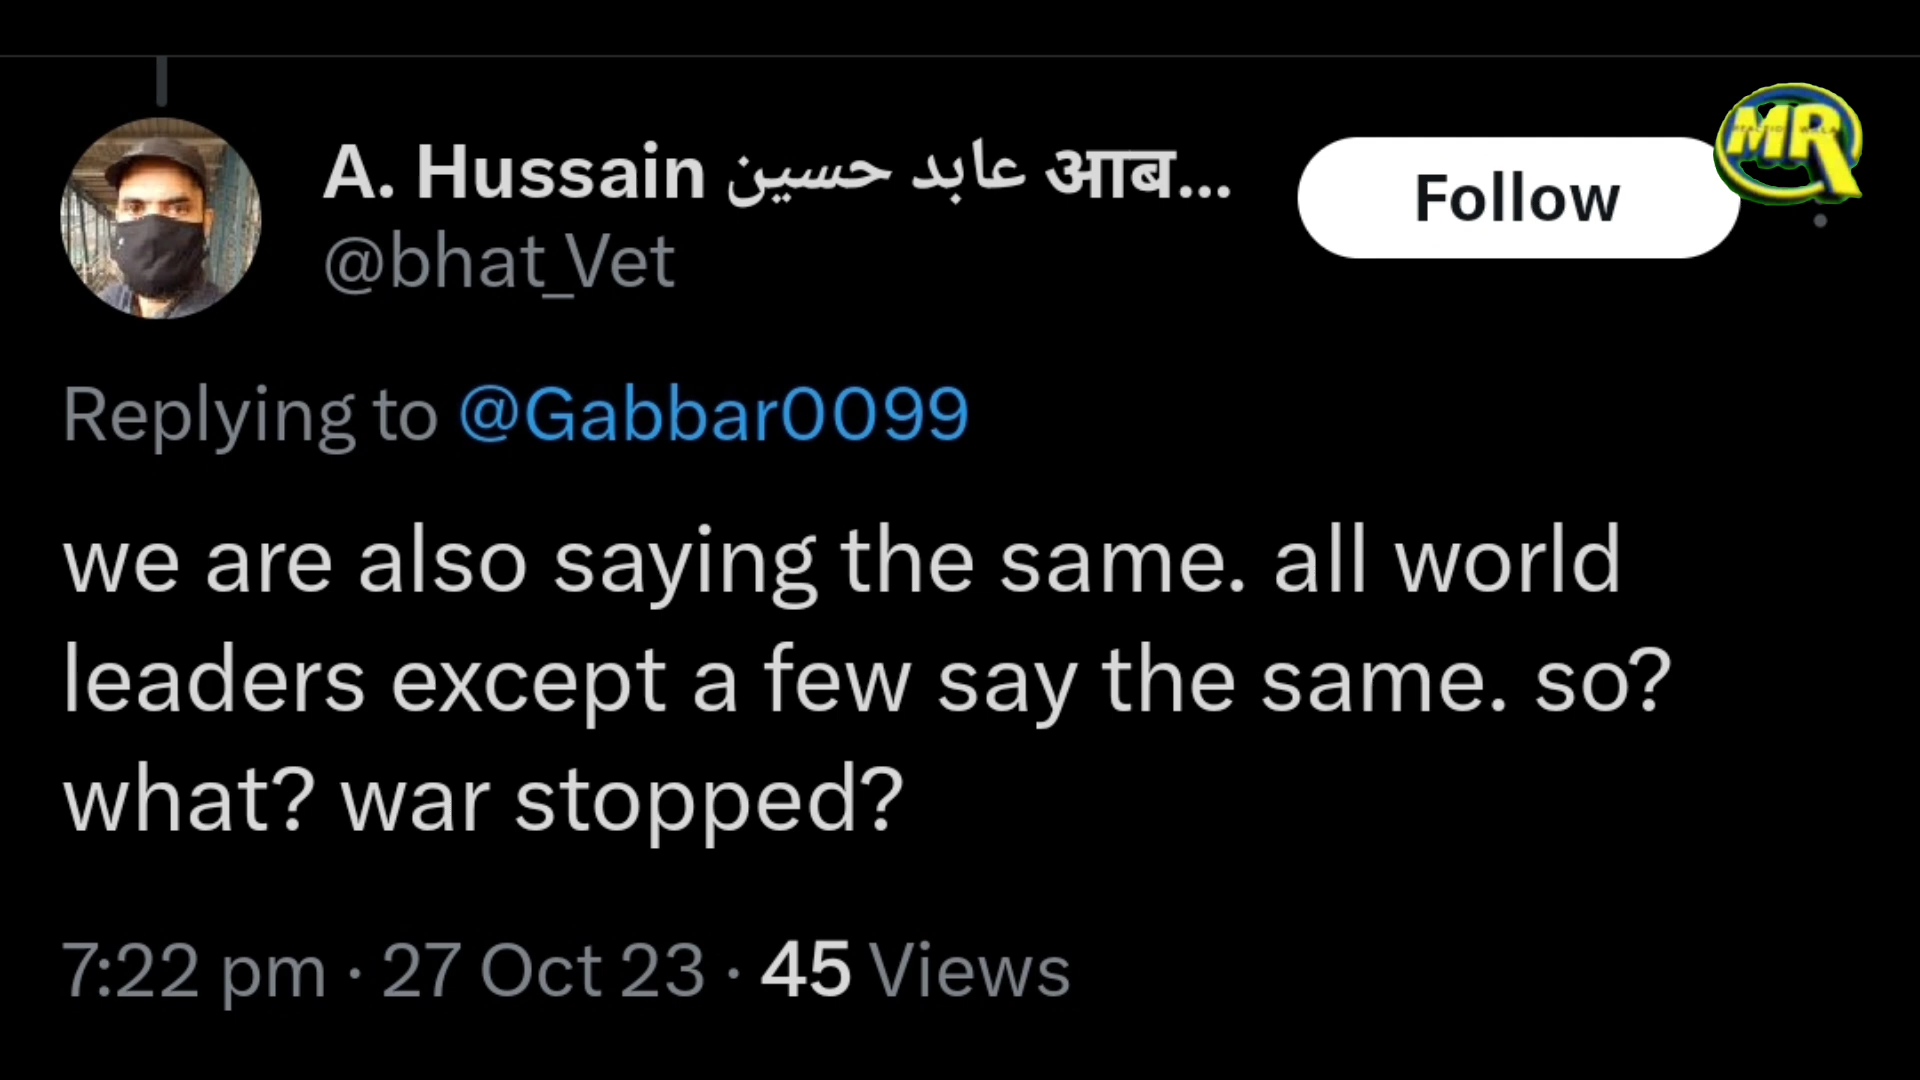 A. Hussain عابد حسين आब...
Follow
MR
@bhat_Vet
Replying to @Gabbar0099
we are also saying the same. all world
leaders except a few say the same. so?
what? war stopped?
7:22 pm · 27 Oct 23 · 45 Views